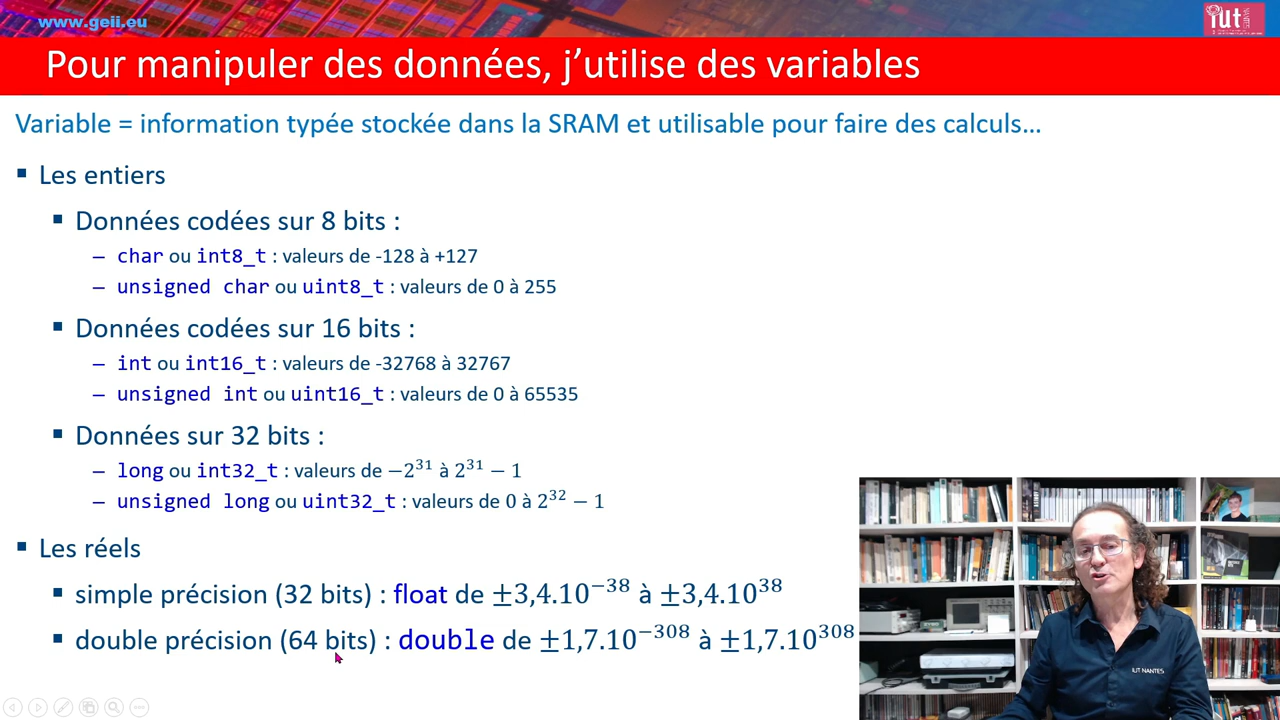 www.geii.eu
iut NANTES
Pour manipuler des données, j’utilise des variables
Variable = information typée stockée dans la SRAM et utilisable pour faire des calculs…
▪ Les entiers
▪ Données codées sur 8 bits :
– char ou int8_t : valeurs de -128 à +127
– unsigned char ou uint8_t : valeurs de 0 à 255
▪ Données codées sur 16 bits :
– int ou int16_t : valeurs de -32768 à 32767
– unsigned int ou uint16_t : valeurs de 0 à 65535
▪ Données sur 32 bits :
– long ou int32_t : valeurs de −2³¹ à 2³¹ − 1
– unsigned long ou uint32_t : valeurs de 0 à 2³² − 1
▪ Les réels
▪ simple précision (32 bits) : float de ±3,4.10⁻³⁸ à ±3,4.10³⁸
▪ double précision (64 bits) : double de ±1,7.10⁻³⁰⁸ à ±1,7.10³⁰⁸
IUT NANTES